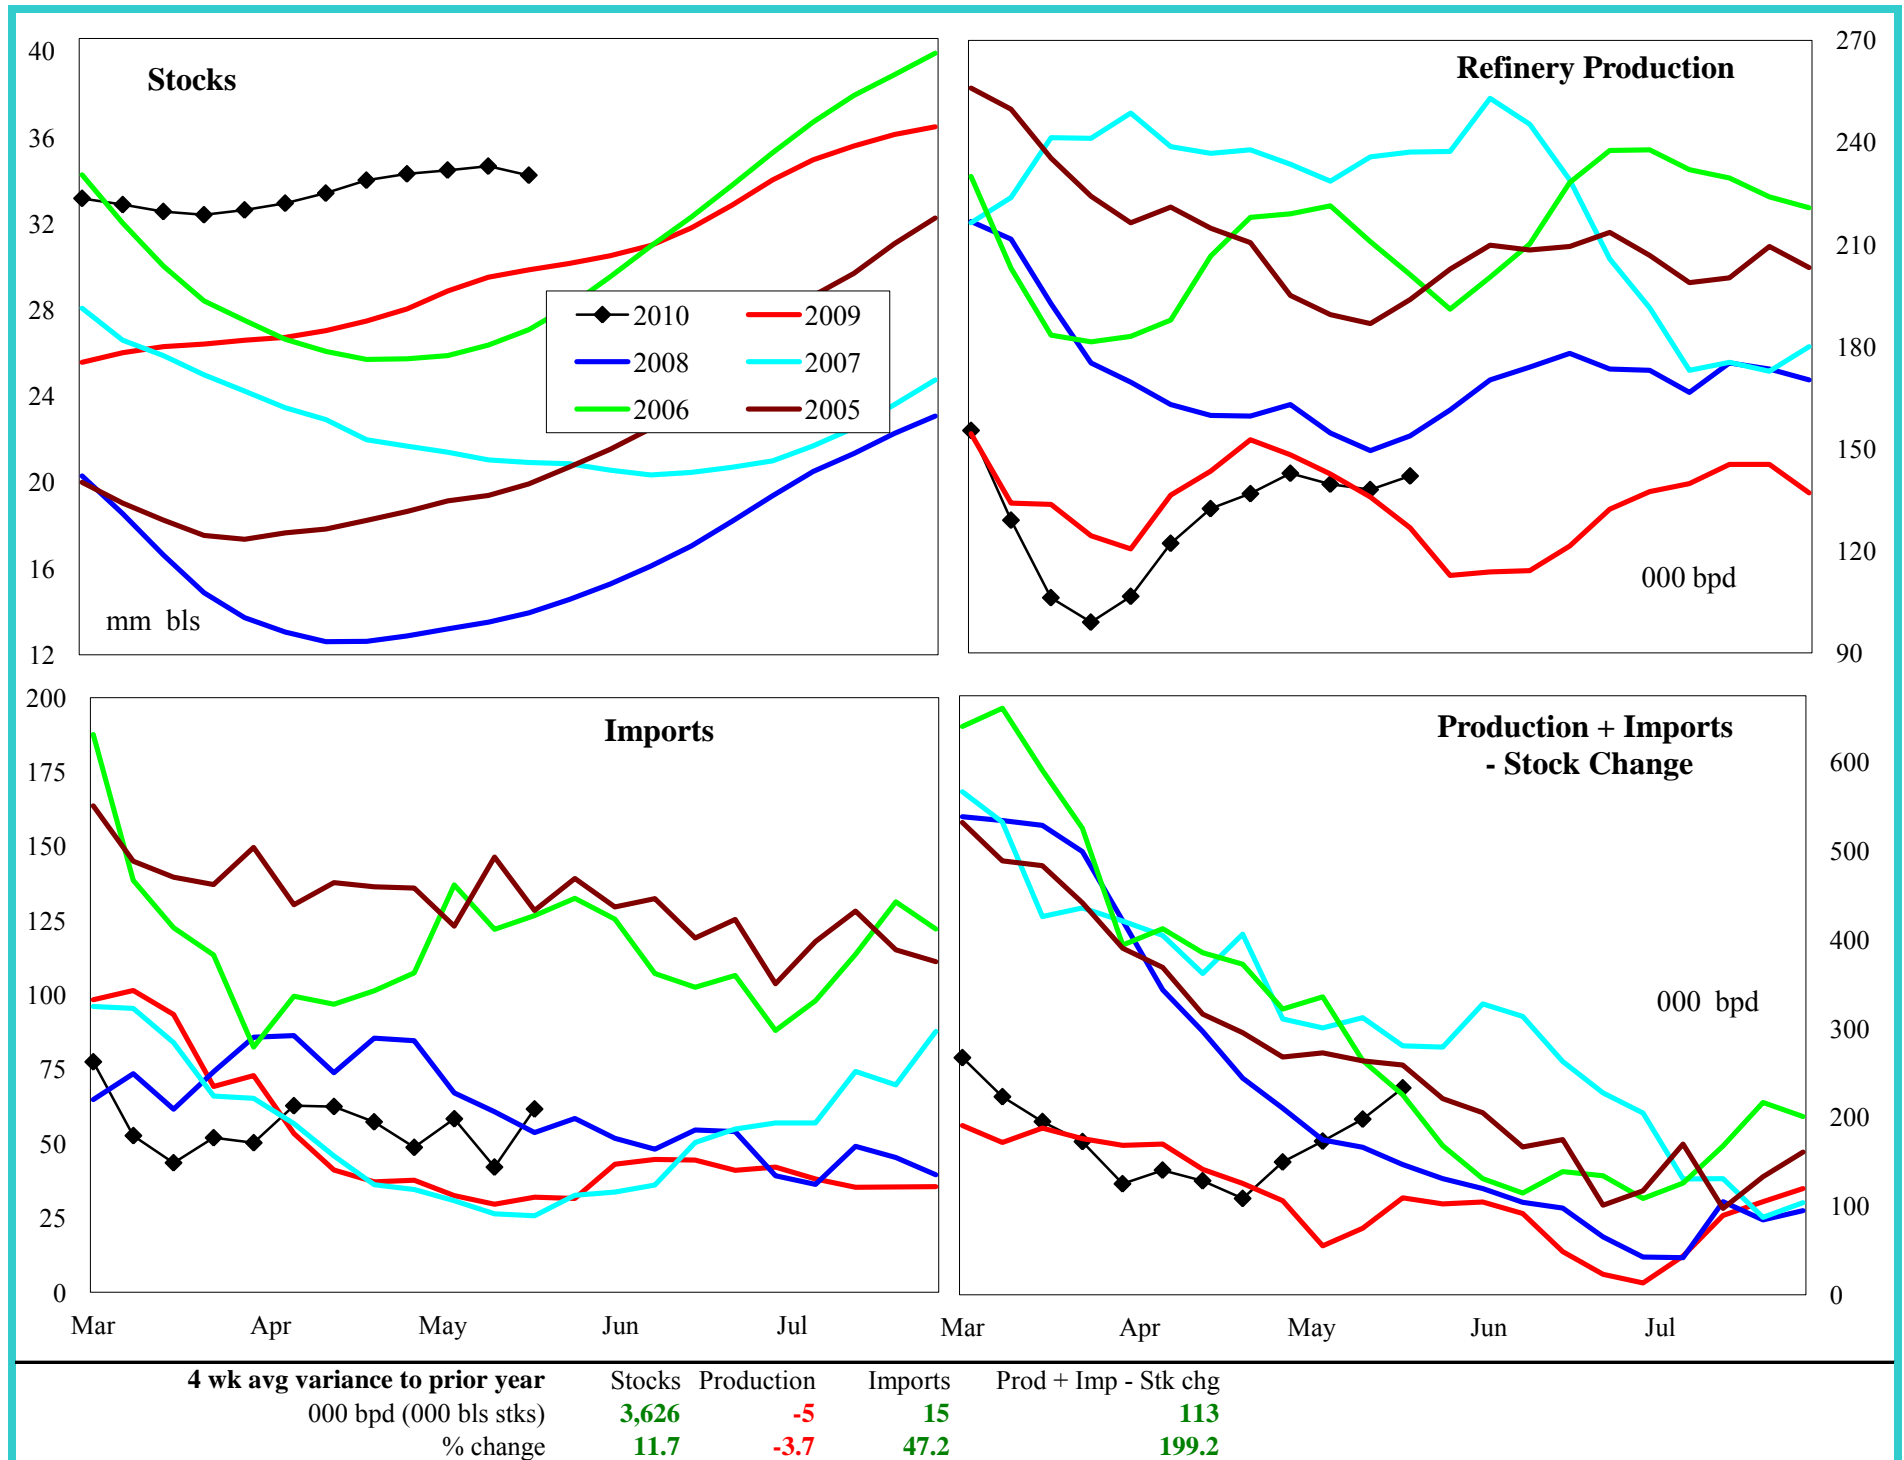 Stocks
40
36
32
28
24
20
16
12
mm bls
2010 2009
2008 2007
2006 2005
Refinery Production
270
240
210
180
150
120
90
000 bpd
Imports
200
175
150
125
100
75
50
25
0
Mar Apr May Jun Jul
Production + Imports
- Stock Change
600
500
400
300
200
100
0
000 bpd
Mar Apr May Jun Jul
4 wk avg variance to prior year Stocks Production Imports Prod + Imp - Stk chg
000 bpd (000 bls stks) 3,626 -5 15 113
% change 11.7 -3.7 47.2 199.2